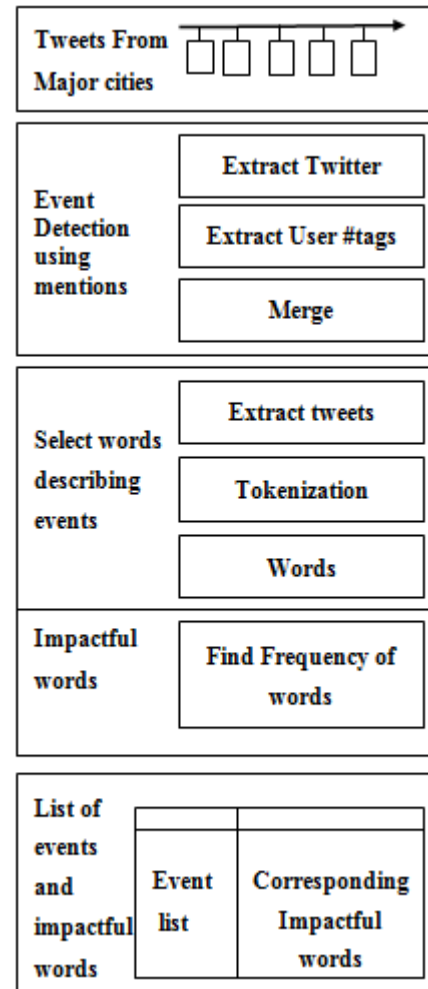 Tweets From
Major cities
Event
Detection
using
mentions
Extract Twitter
Extract User #tags
Merge
Select words
describing
events
Extract tweets
Tokenization
Words
Impactful
words
Find Frequency of
words
List of
events
and
impactful
words
Event
list
Corresponding
Impactful
words